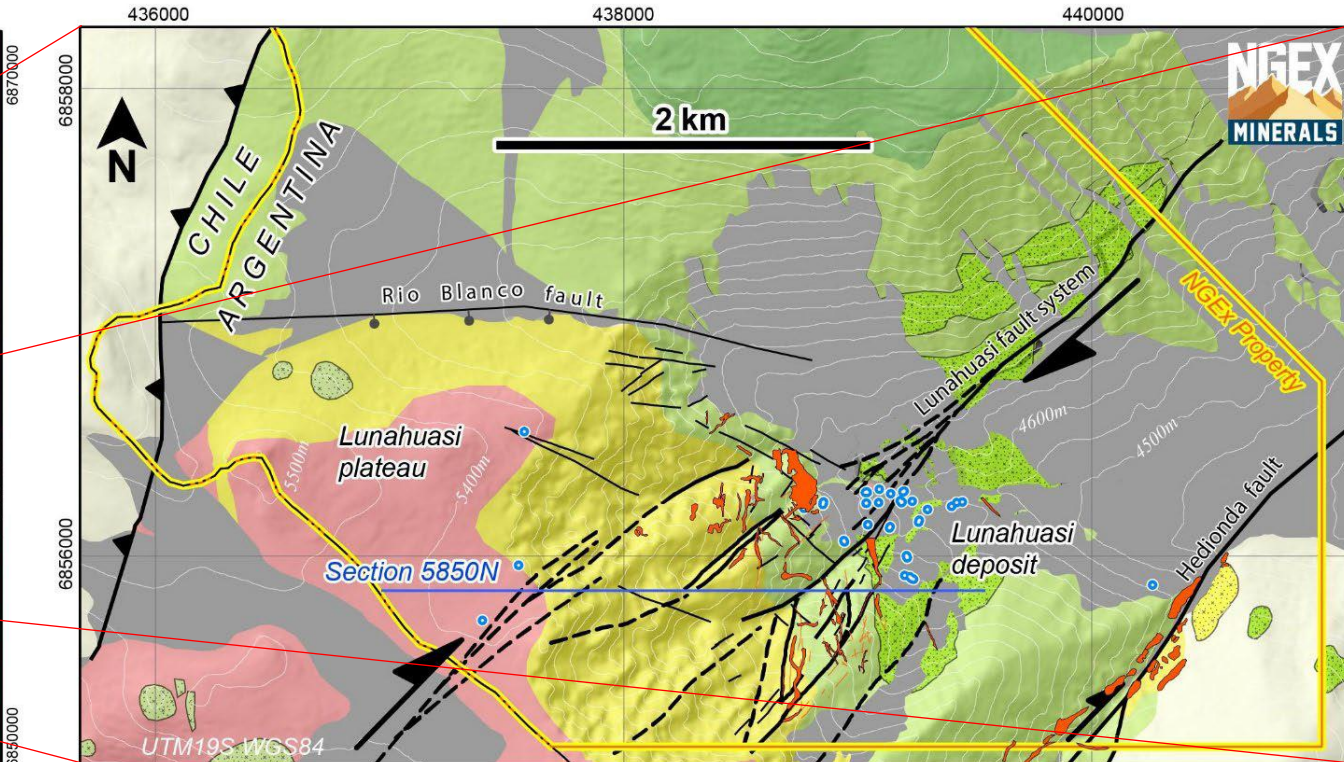 436000
438000
440000
6870000
6858000
NGEX
MINERALS
2 km
N
CHILE
ARGENTINA
Rio Blanco fault
Lunahuasi fault system
NGEx Property
Lunahuasi
plateau
5500m
5400m
4600m
4500m
Hedionda fault
6856000
Lunahuasi
deposit
Section 5850N
6850000
UTM19S WGS84